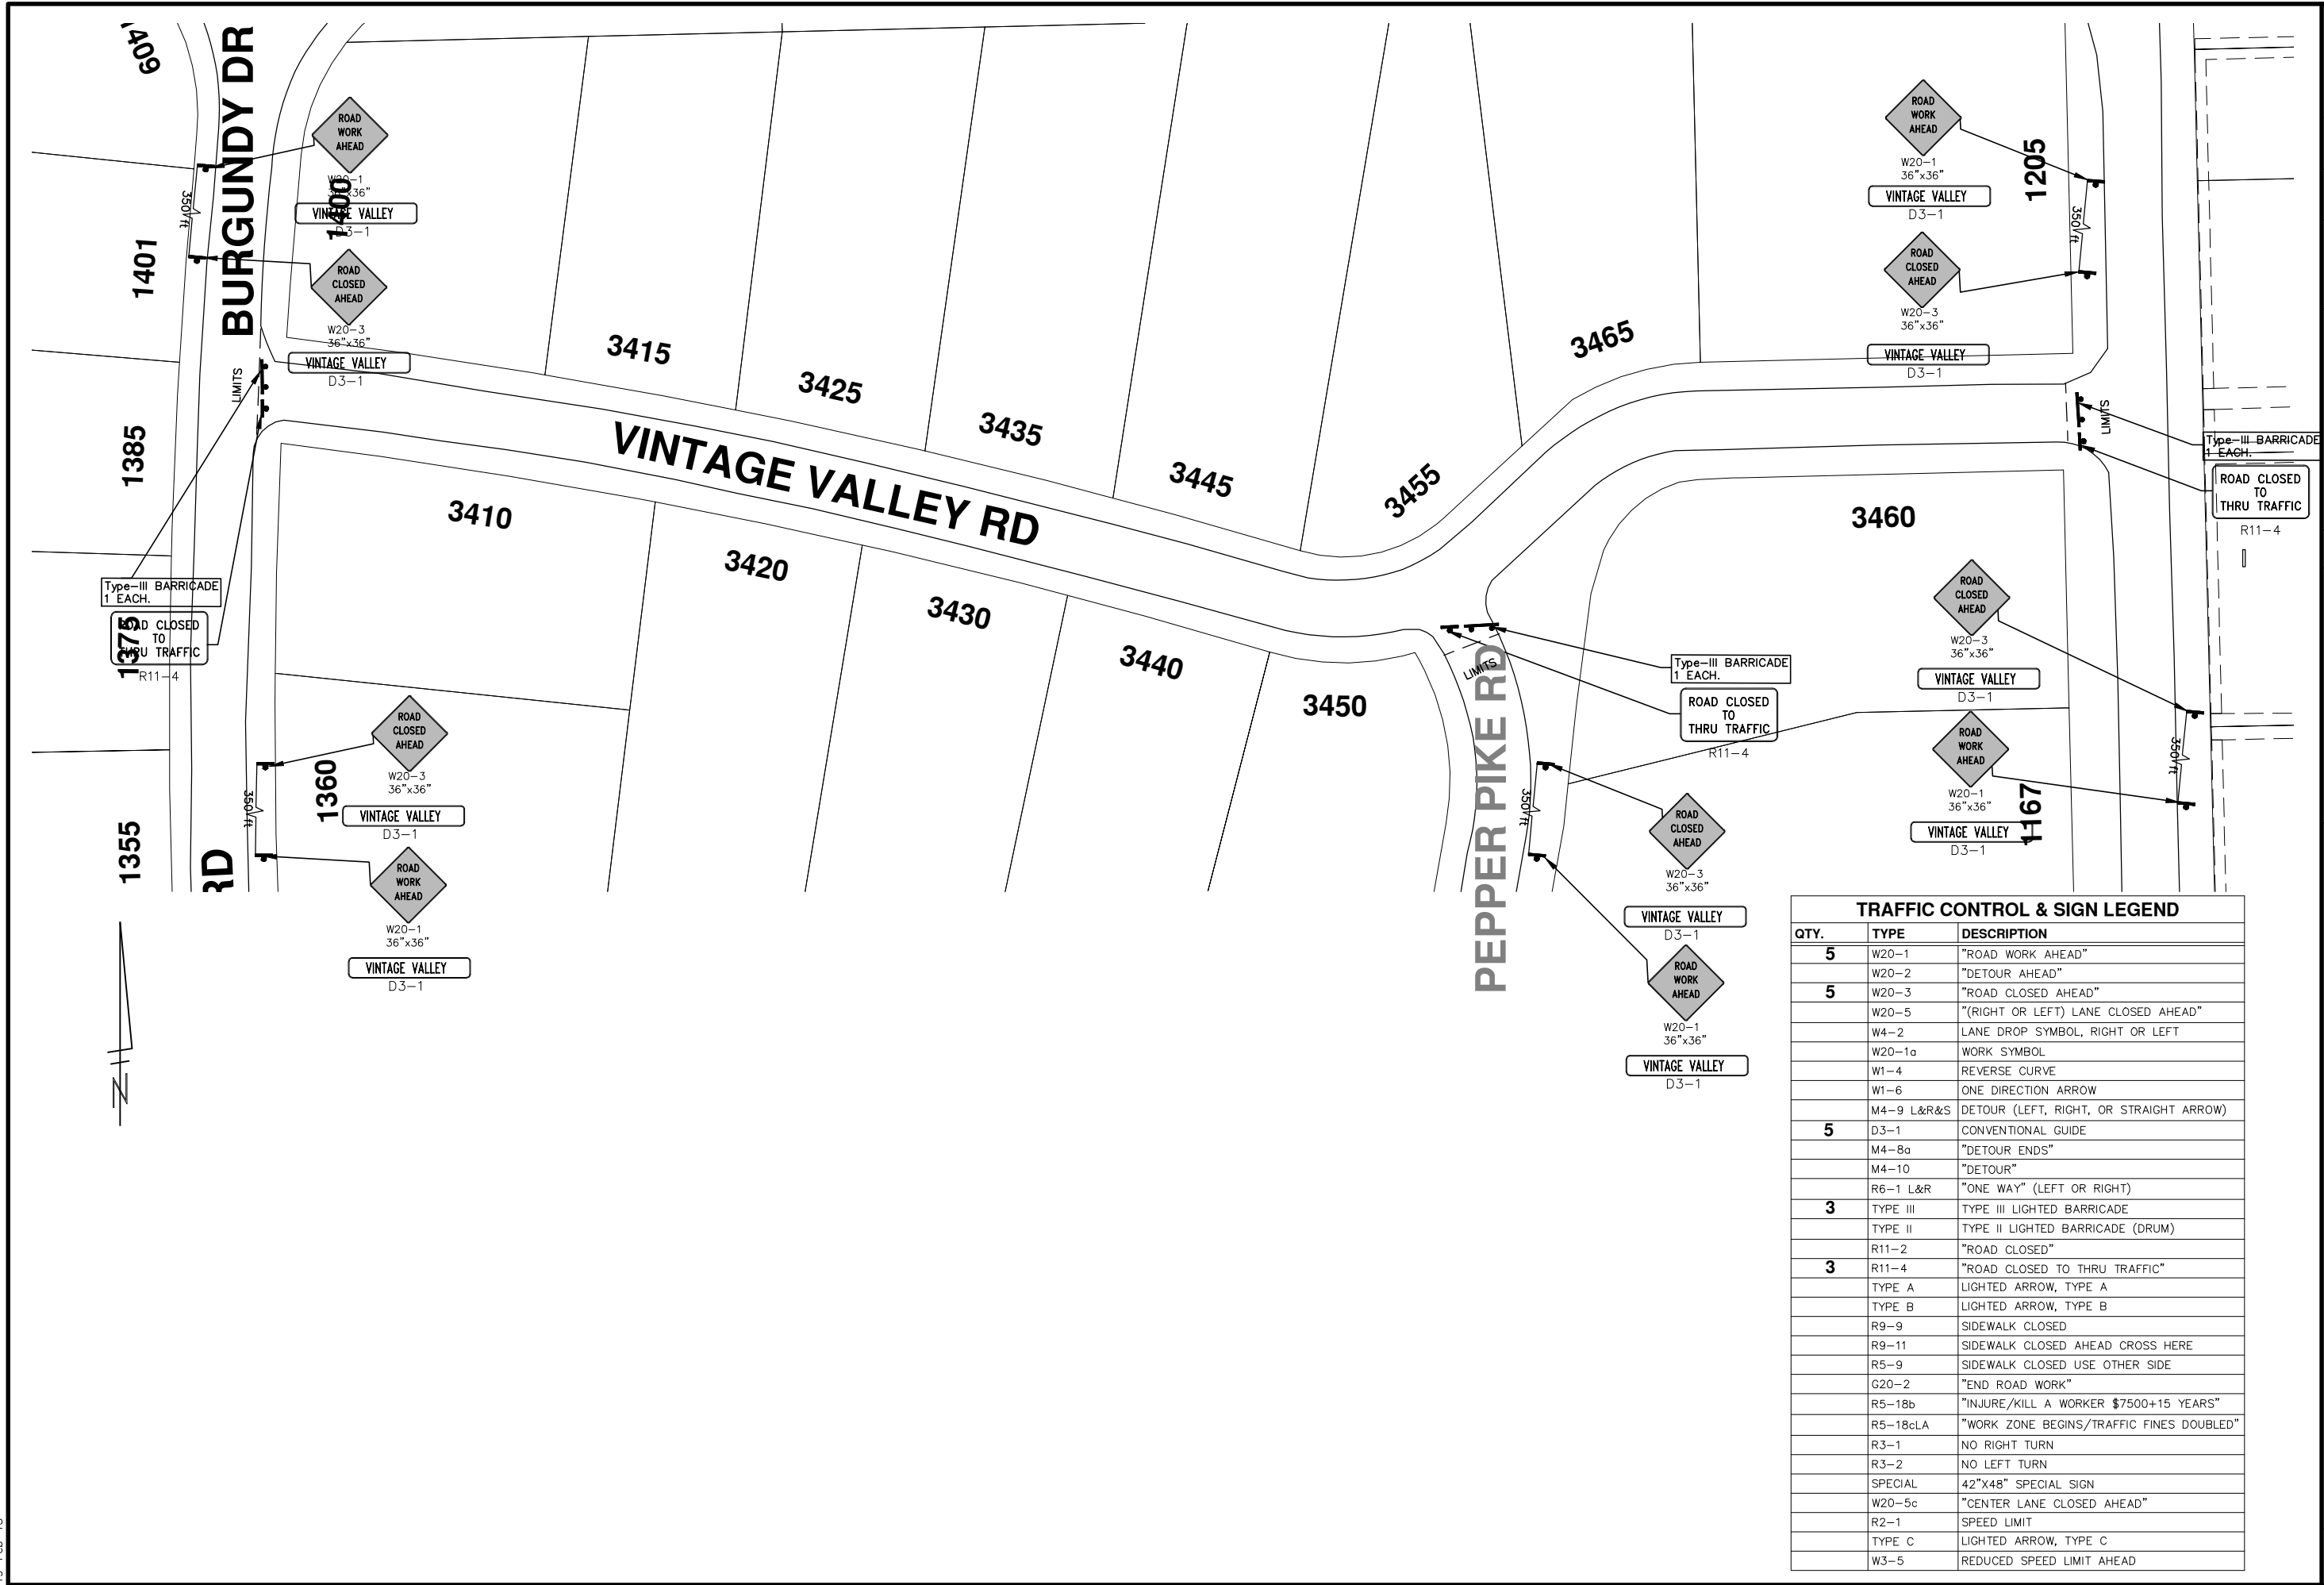 1409
BURGUNDY DR
ROAD
WORK
AHEAD
W20-1
36"x36"
VINTAGE VALLEY
D3-1
1400
350 ft
1401
ROAD
CLOSED
AHEAD
W20-3
36"x36"
VINTAGE VALLEY
D3-1
LIMITS
1385
Type-III BARRICADE
1 EACH.
1375
ROAD CLOSED
TO
THRU TRAFFIC
R11-4
3415
3425
3435
3445
3455
3465
VINTAGE VALLEY RD
3410
3420
3430
3440
3450
3460
ROAD
WORK
AHEAD
W20-1
36"x36"
VINTAGE VALLEY
D3-1
1205
350 ft
ROAD
CLOSED
AHEAD
W20-3
36"x36"
VINTAGE VALLEY
D3-1
LIMITS
Type-III BARRICADE
1 EACH.
ROAD CLOSED
TO
THRU TRAFFIC
R11-4
ROAD
CLOSED
AHEAD
W20-3
36"x36"
VINTAGE VALLEY
D3-1
350 ft
ROAD
WORK
AHEAD
W20-1
36"x36"
VINTAGE VALLEY
D3-1
1167
LIMITS
Type-III BARRICADE
1 EACH.
ROAD CLOSED
TO
THRU TRAFFIC
R11-4
PEPPER PIKE RD
350 ft
ROAD
CLOSED
AHEAD
W20-3
36"x36"
VINTAGE VALLEY
D3-1
ROAD
WORK
AHEAD
W20-1
36"x36"
VINTAGE VALLEY
D3-1
ROAD
CLOSED
AHEAD
W20-3
36"x36"
VINTAGE VALLEY
D3-1
1360
350 ft
1355
RD
ROAD
WORK
AHEAD
W20-1
36"x36"
VINTAGE VALLEY
D3-1
N
TRAFFIC CONTROL & SIGN LEGEND
QTY. TYPE DESCRIPTION
5 W20-1 "ROAD WORK AHEAD"
W20-2 "DETOUR AHEAD"
5 W20-3 "ROAD CLOSED AHEAD"
W20-5 "(RIGHT OR LEFT) LANE CLOSED AHEAD"
W4-2 LANE DROP SYMBOL, RIGHT OR LEFT
W20-1a WORK SYMBOL
W1-4 REVERSE CURVE
W1-6 ONE DIRECTION ARROW
M4-9 L&R&S DETOUR (LEFT, RIGHT, OR STRAIGHT ARROW)
5 D3-1 CONVENTIONAL GUIDE
M4-8a "DETOUR ENDS"
M4-10 "DETOUR"
R6-1 L&R "ONE WAY" (LEFT OR RIGHT)
3 TYPE III TYPE III LIGHTED BARRICADE
TYPE II TYPE II LIGHTED BARRICADE (DRUM)
R11-2 "ROAD CLOSED"
3 R11-4 "ROAD CLOSED TO THRU TRAFFIC"
TYPE A LIGHTED ARROW, TYPE A
TYPE B LIGHTED ARROW, TYPE B
R9-9 SIDEWALK CLOSED
R9-11 SIDEWALK CLOSED AHEAD CROSS HERE
R5-9 SIDEWALK CLOSED USE OTHER SIDE
G20-2 "END ROAD WORK"
R5-18b "INJURE/KILL A WORKER $7500+15 YEARS"
R5-18cLA "WORK ZONE BEGINS/TRAFFIC FINES DOUBLED"
R3-1 NO RIGHT TURN
R3-2 NO LEFT TURN
SPECIAL 42"X48" SPECIAL SIGN
W20-5c "CENTER LANE CLOSED AHEAD"
R2-1 SPEED LIMIT
TYPE C LIGHTED ARROW, TYPE C
W3-5 REDUCED SPEED LIMIT AHEAD